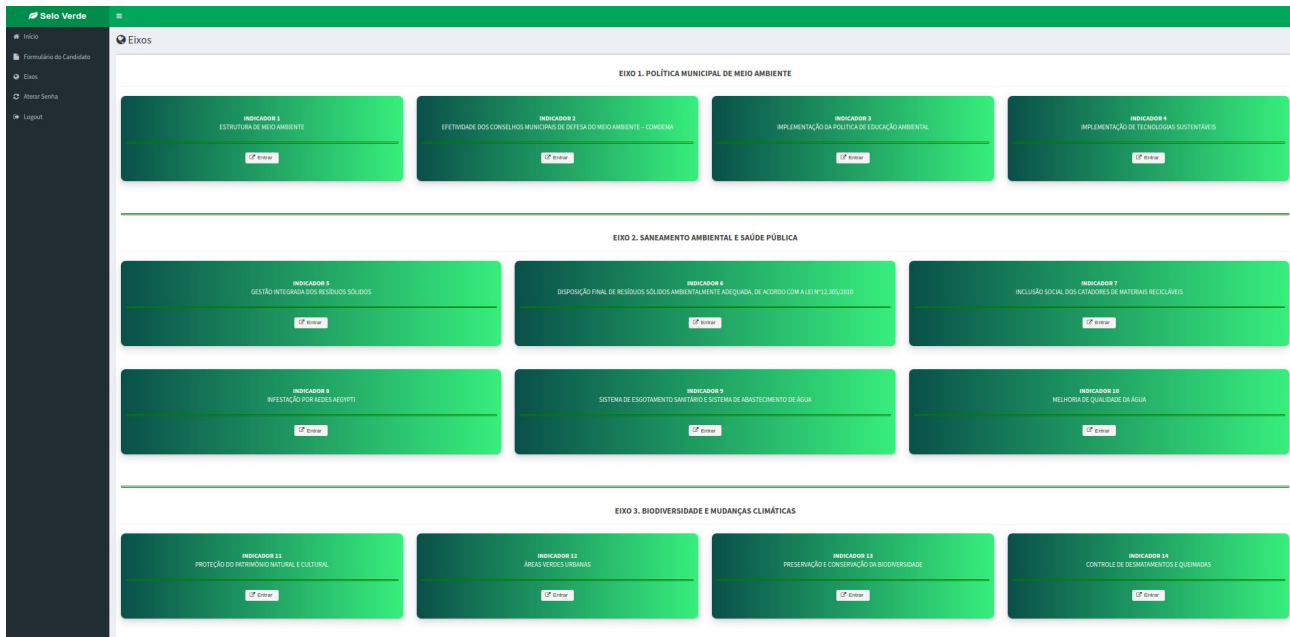 Selo Verde
Início
Formulário do Candidato
Eixos
Aterar Senha
Logout
Eixos
EIXO 1. POLÍTICA MUNICIPAL DE MEIO AMBIENTE
INDICADOR 1
ESTRUTURA DE MEIO AMBIENTE
Entrar
INDICADOR 2
EFETIVIDADE DOS CONSELHOS MUNICIPAIS DE DEFESA DO MEIO AMBIENTE – COMDEMA
Entrar
INDICADOR 3
IMPLEMENTAÇÃO DA POLITICA DE EDUCAÇÃO AMBIENTAL
Entrar
INDICADOR 4
IMPLEMENTAÇÃO DE TECNOLOGIAS SUSTENTÁVEIS
Entrar
EIXO 2. SANEAMENTO AMBIENTAL E SAÚDE PÚBLICA
INDICADOR 5
GESTÃO INTEGRADA DOS RESÍDUOS SÓLIDOS
Entrar
INDICADOR 6
DISPOSIÇÃO FINAL DE RESÍDUOS SÓLIDOS AMBIENTALMENTE ADEQUADA, DE ACORDO COM A LEI Nº12.305/2010
Entrar
INDICADOR 7
INCLUSÃO SOCIAL DOS CATADORES DE MATERIAIS RECICLÁVEIS
Entrar
INDICADOR 8
INFESTAÇÃO POR AEDES AEGYPTI
Entrar
INDICADOR 9
SISTEMA DE ESGOTAMENTO SANITÁRIO E SISTEMA DE ABASTECIMENTO DE ÁGUA
Entrar
INDICADOR 10
MELHORIA DE QUALIDADE DA ÁGUA
Entrar
EIXO 3. BIODIVERSIDADE E MUDANÇAS CLIMÁTICAS
INDICADOR 11
PROTEÇÃO DO PATRIMÔNIO NATURAL E CULTURAL
Entrar
INDICADOR 12
ÁREAS VERDES URBANAS
Entrar
INDICADOR 13
PRESERVAÇÃO E CONSERVAÇÃO DA BIODIVERSIDADE
Entrar
INDICADOR 14
CONTROLE DE DESMATAMENTOS E QUEIMADAS
Entrar